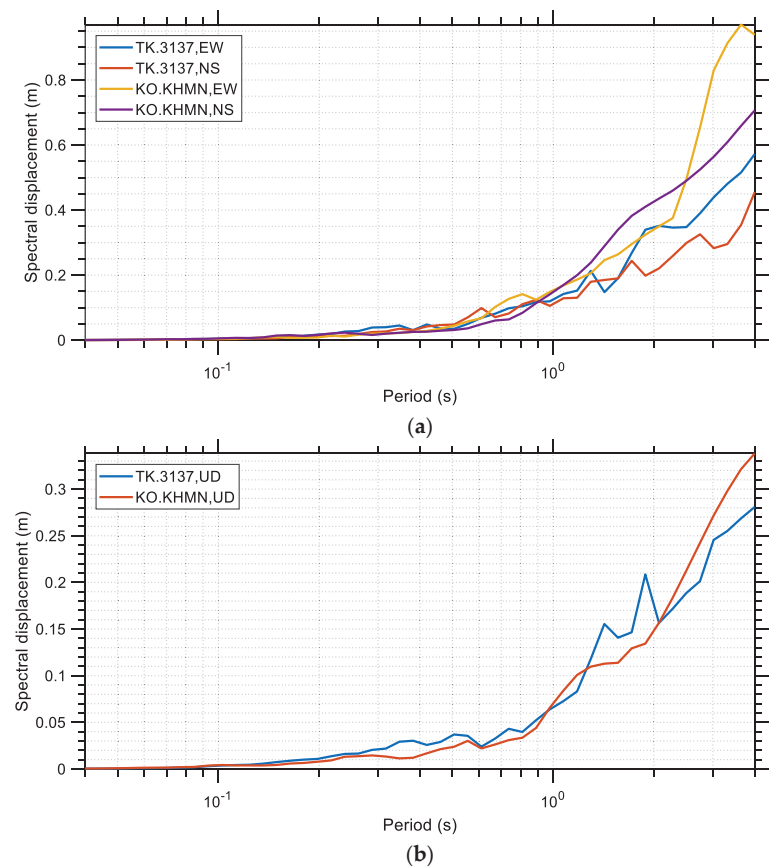 TK.3137,EW
TK.3137,NS
KO.KHMN,EW
KO.KHMN,NS
0.8
0.6
0.4
0.2
0
Spectral displacement (m)
10⁻¹
10⁰
Period (s)
(a)
TK.3137,UD
KO.KHMN,UD
0.3
0.25
0.2
0.15
0.1
0.05
0
Spectral displacement (m)
10⁻¹
10⁰
Period (s)
(b)